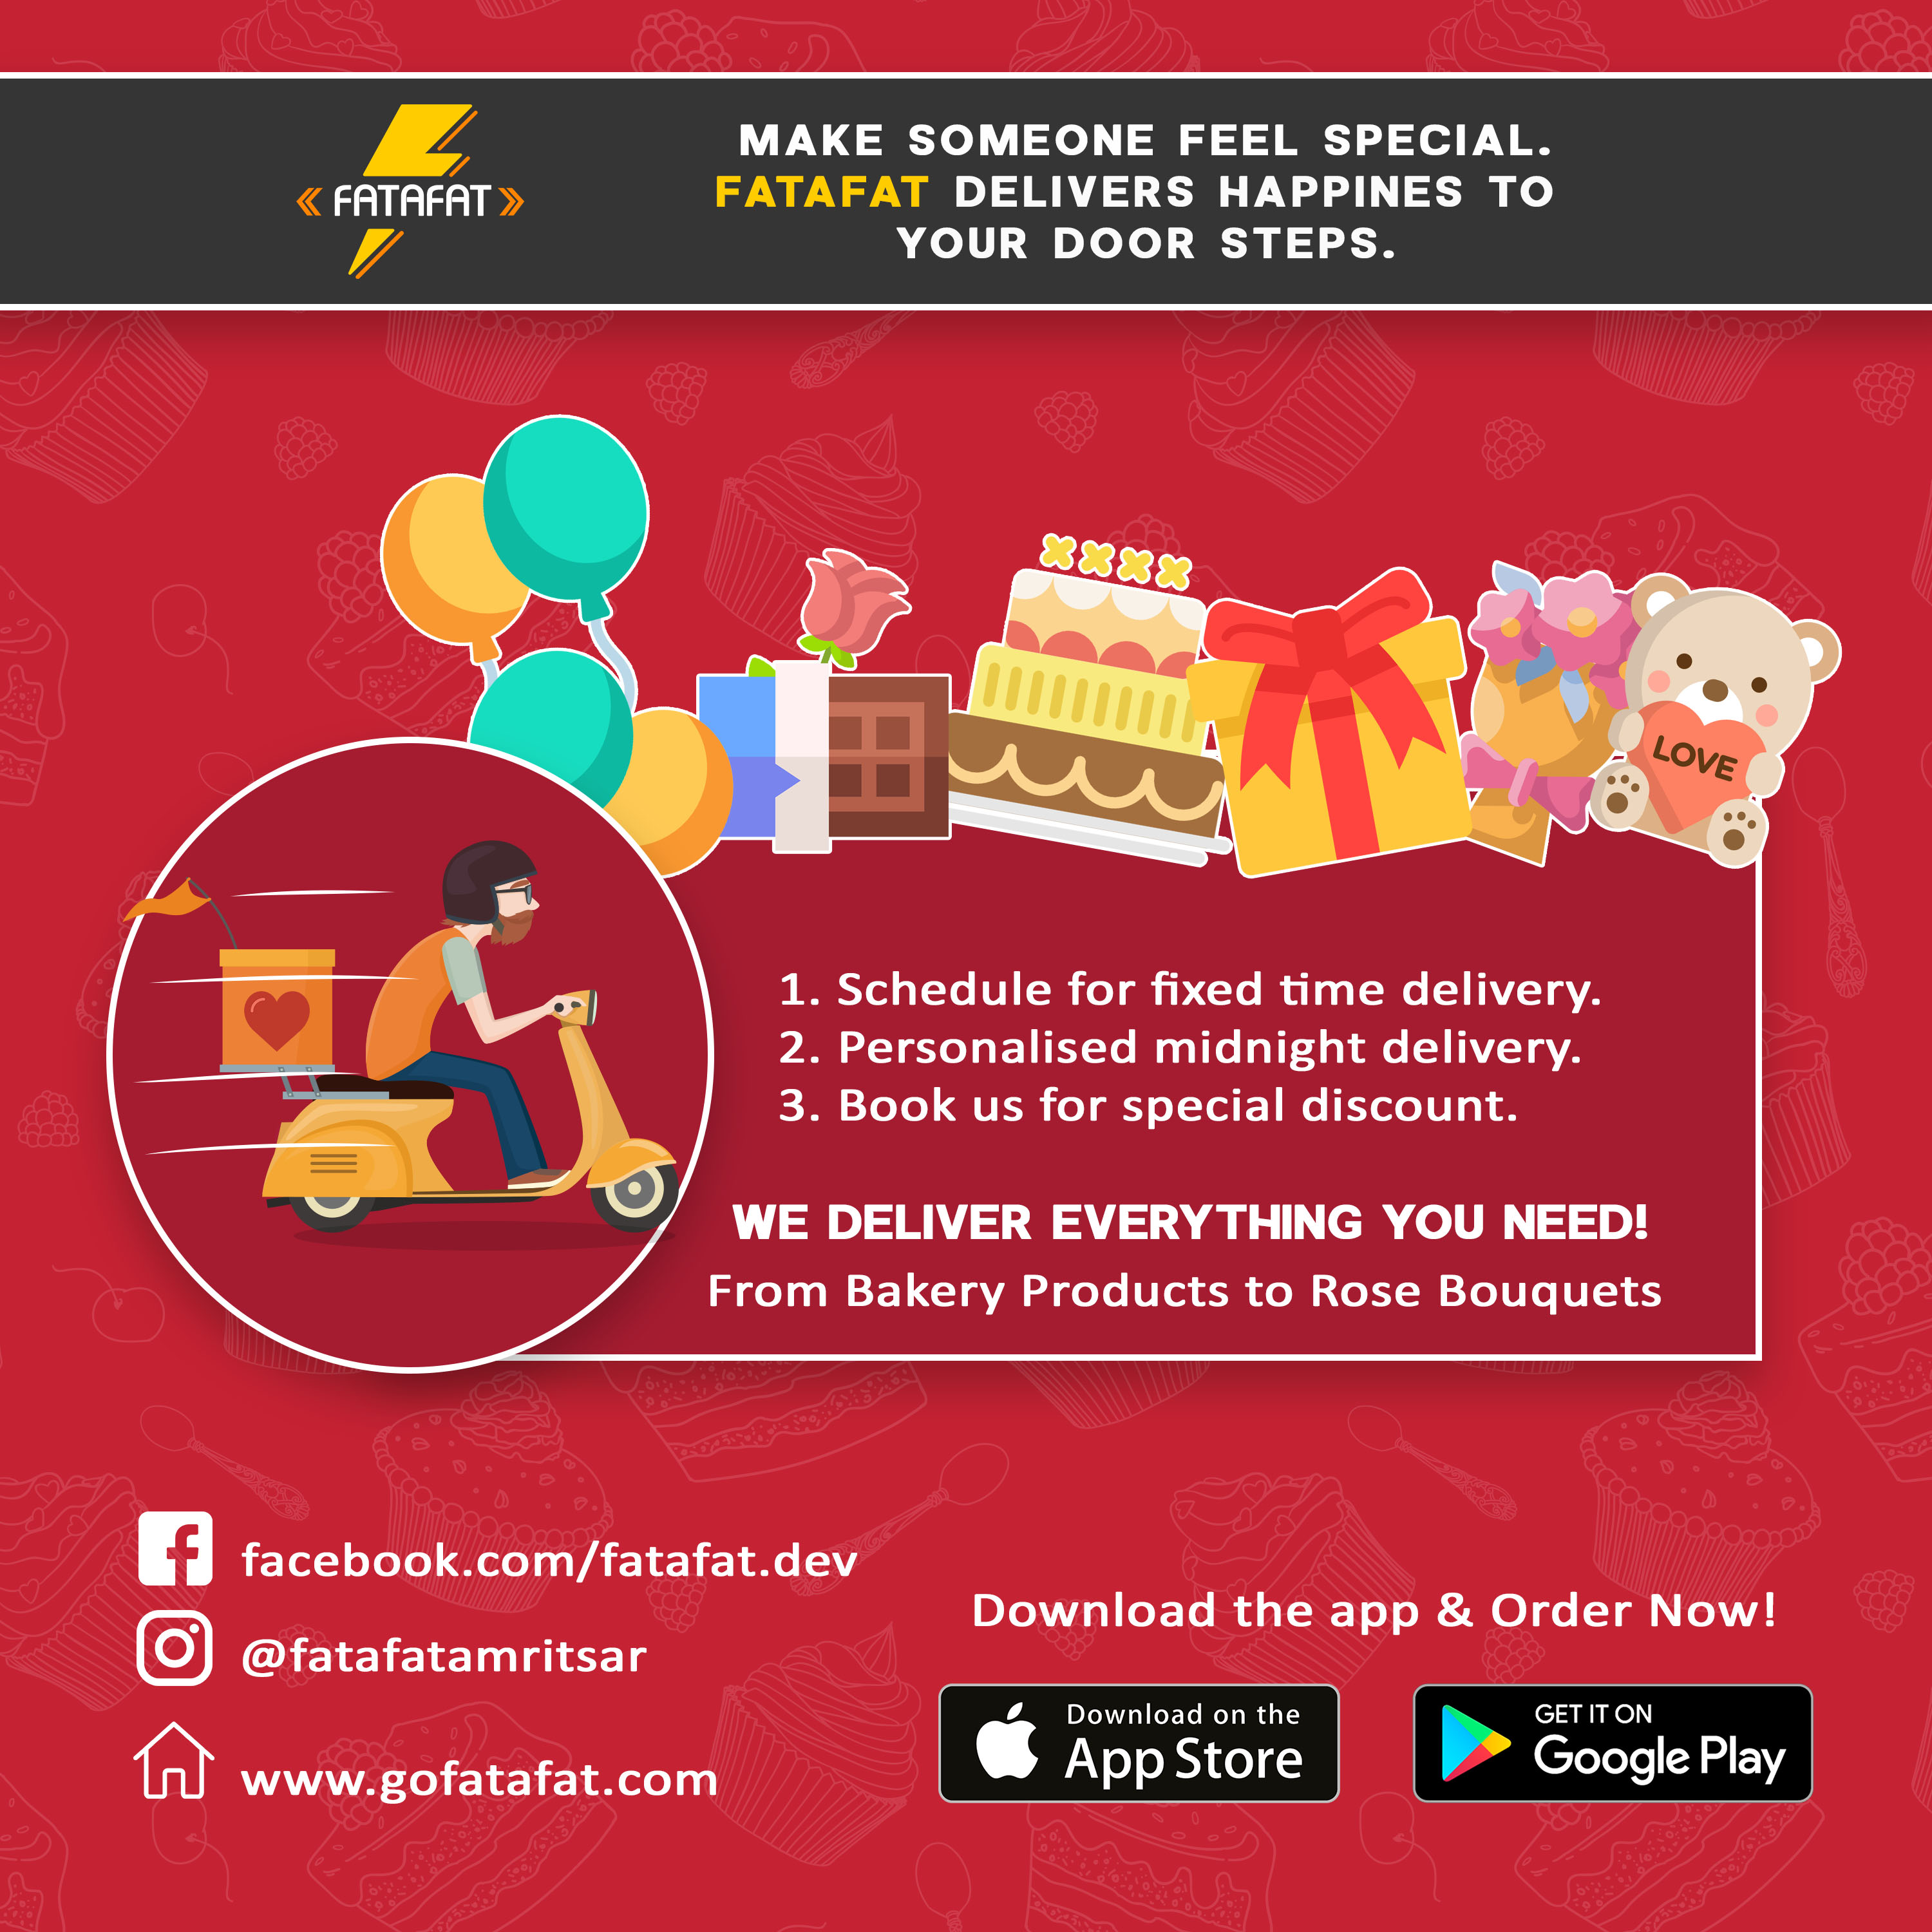 FATAFAT
MAKE SOMEONE FEEL SPECIAL.
FATAFAT DELIVERS HAPPINES TO
YOUR DOOR STEPS.
LOVE
1. Schedule for fixed time delivery.
2. Personalised midnight delivery.
3. Book us for special discount.
WE DELIVER EVERYTHING YOU NEED!
From Bakery Products to Rose Bouquets
facebook.com/fatafat.dev
@fatafatamritsar
www.gofatafat.com
Download the app & Order Now!
Download on the
App Store
GET IT ON
Google Play